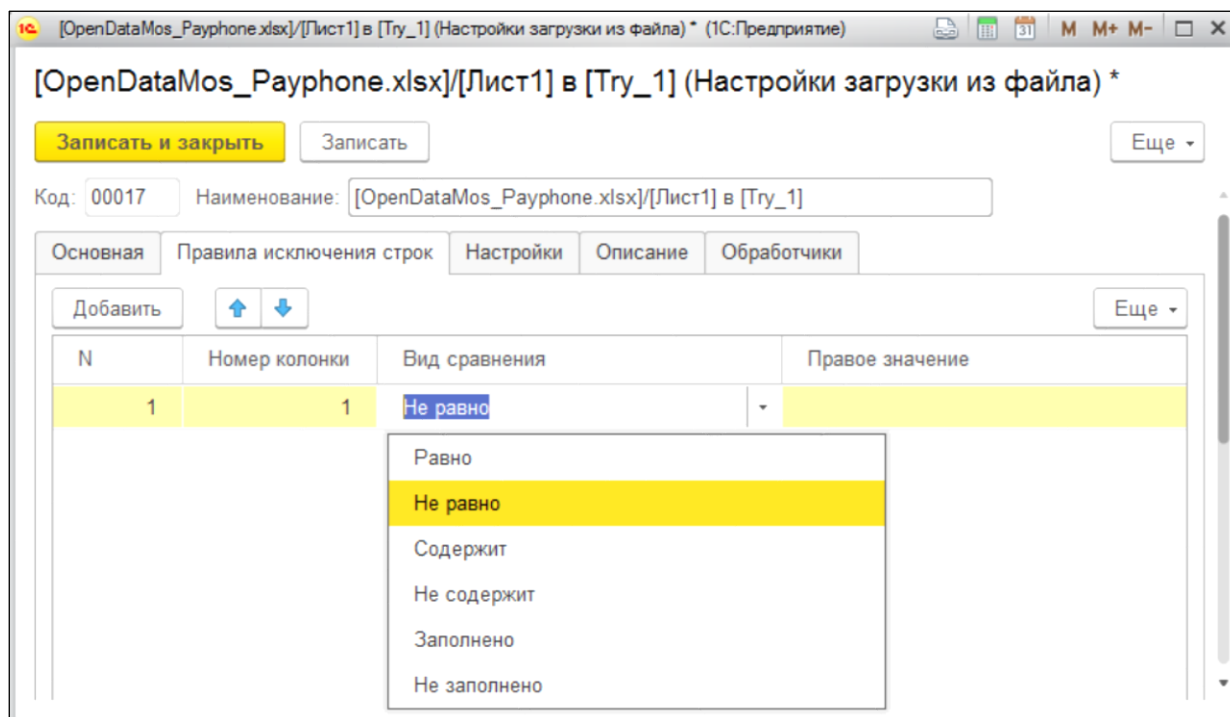 [OpenDataMos_Payphone.xlsx]/[Лист1] в [Try_1] (Настройки загрузки из файла) * (1С:Предприятие) 31 M M+ M-
[OpenDataMos_Payphone.xlsx]/[Лист1] в [Try_1] (Настройки загрузки из файла) *
Записать и закрыть Записать Еще
Код: 00017 Наименование: [OpenDataMos_Payphone.xlsx]/[Лист1] в [Try_1]
Основная Правила исключения строк Настройки Описание Обработчики
Добавить Еще
N Номер колонки Вид сравнения Правое значение
1 1 Не равно
Равно
Не равно
Содержит
Не содержит
Заполнено
Не заполнено